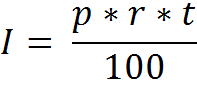 I = p * r * t / 100